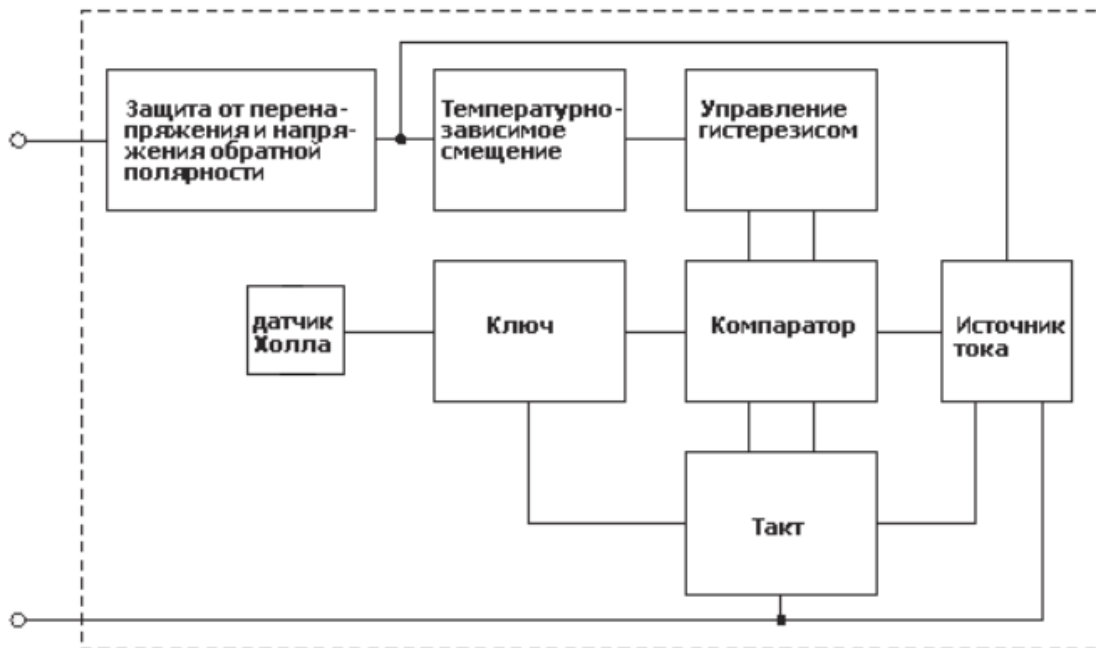 Защита от перена-
пряжения и напря-
жения обратной
полярности
Температурно-
зависимое
смещение
Управление
гистерезисом
датчик
Холла
Ключ
Компаратор
Источник
тока
Такт